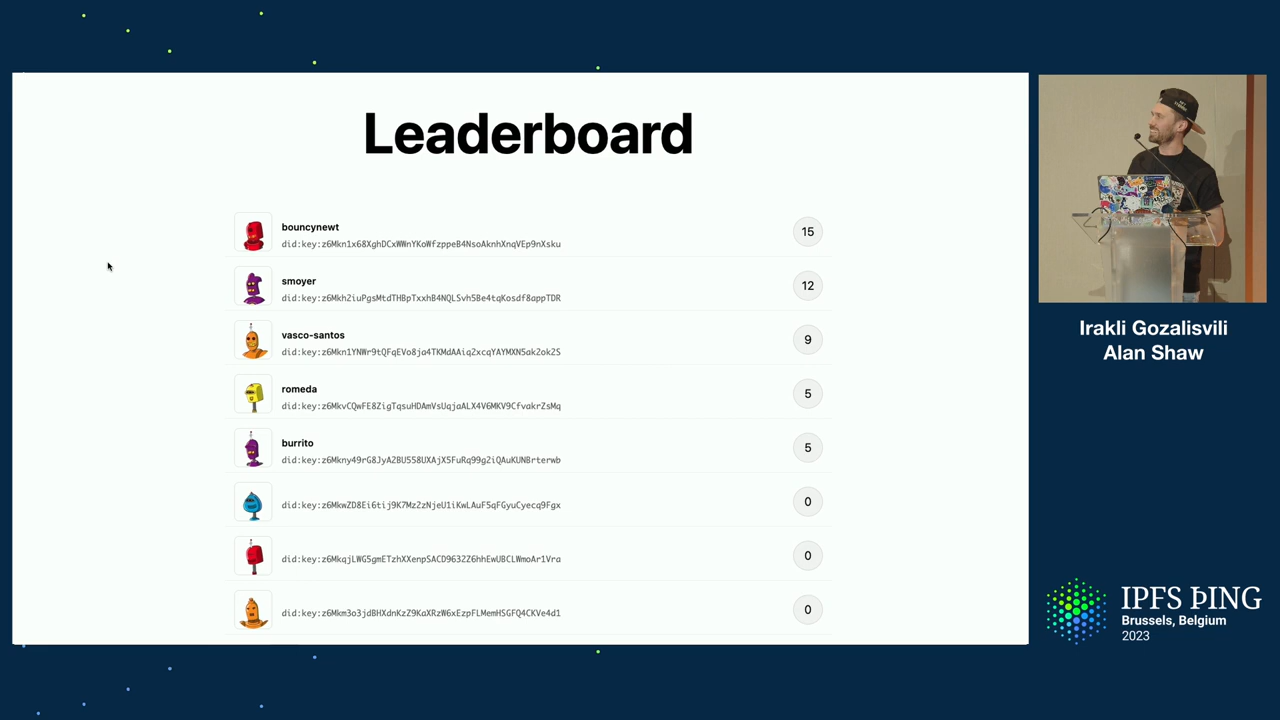 Leaderboard
bouncynewt
did:key:z6Mkn1x68XghDCxWWnYKoWfzppeB4NsoAknhXnqVEp9nXsku
15
smoyer
did:key:z6Mkh2iuPgsMtdTHBpTxxhB4NQLSvh5Be4tqKosdf8appTDR
12
vasco-santos
did:key:z6Mkn1YNWr9tQFqEVo8ja4TKMdAAiq2xcqYAYMXN5ak2ok2S
9
romeda
did:key:z6MkvCQwFE8ZigTqsuHDAmVsUqjaALX4V6MKV9CfvakrZsMq
5
burrito
did:key:z6Mkny49rG8JyA2BU558UXAjX5FuRq99g2iQAuKUNBrterwb
5
did:key:z6MkwZD8Ei6tij9K7Mz2zNjeU1iKwLAuF5qFGyuCyecq9Fgx
0
did:key:z6MkqjLWG5gmETzhXXenpSACD9632Z6hhEwUBCLWmoAr1Vra
0
did:key:z6Mkm3o3jdBHXdnKzZ9KaXRzW6xEzpFLMemHSGFQ4CKVe4d1
0
Irakli Gozalisvili
Alan Shaw
IPFS ÞING
Brussels, Belgium
2023